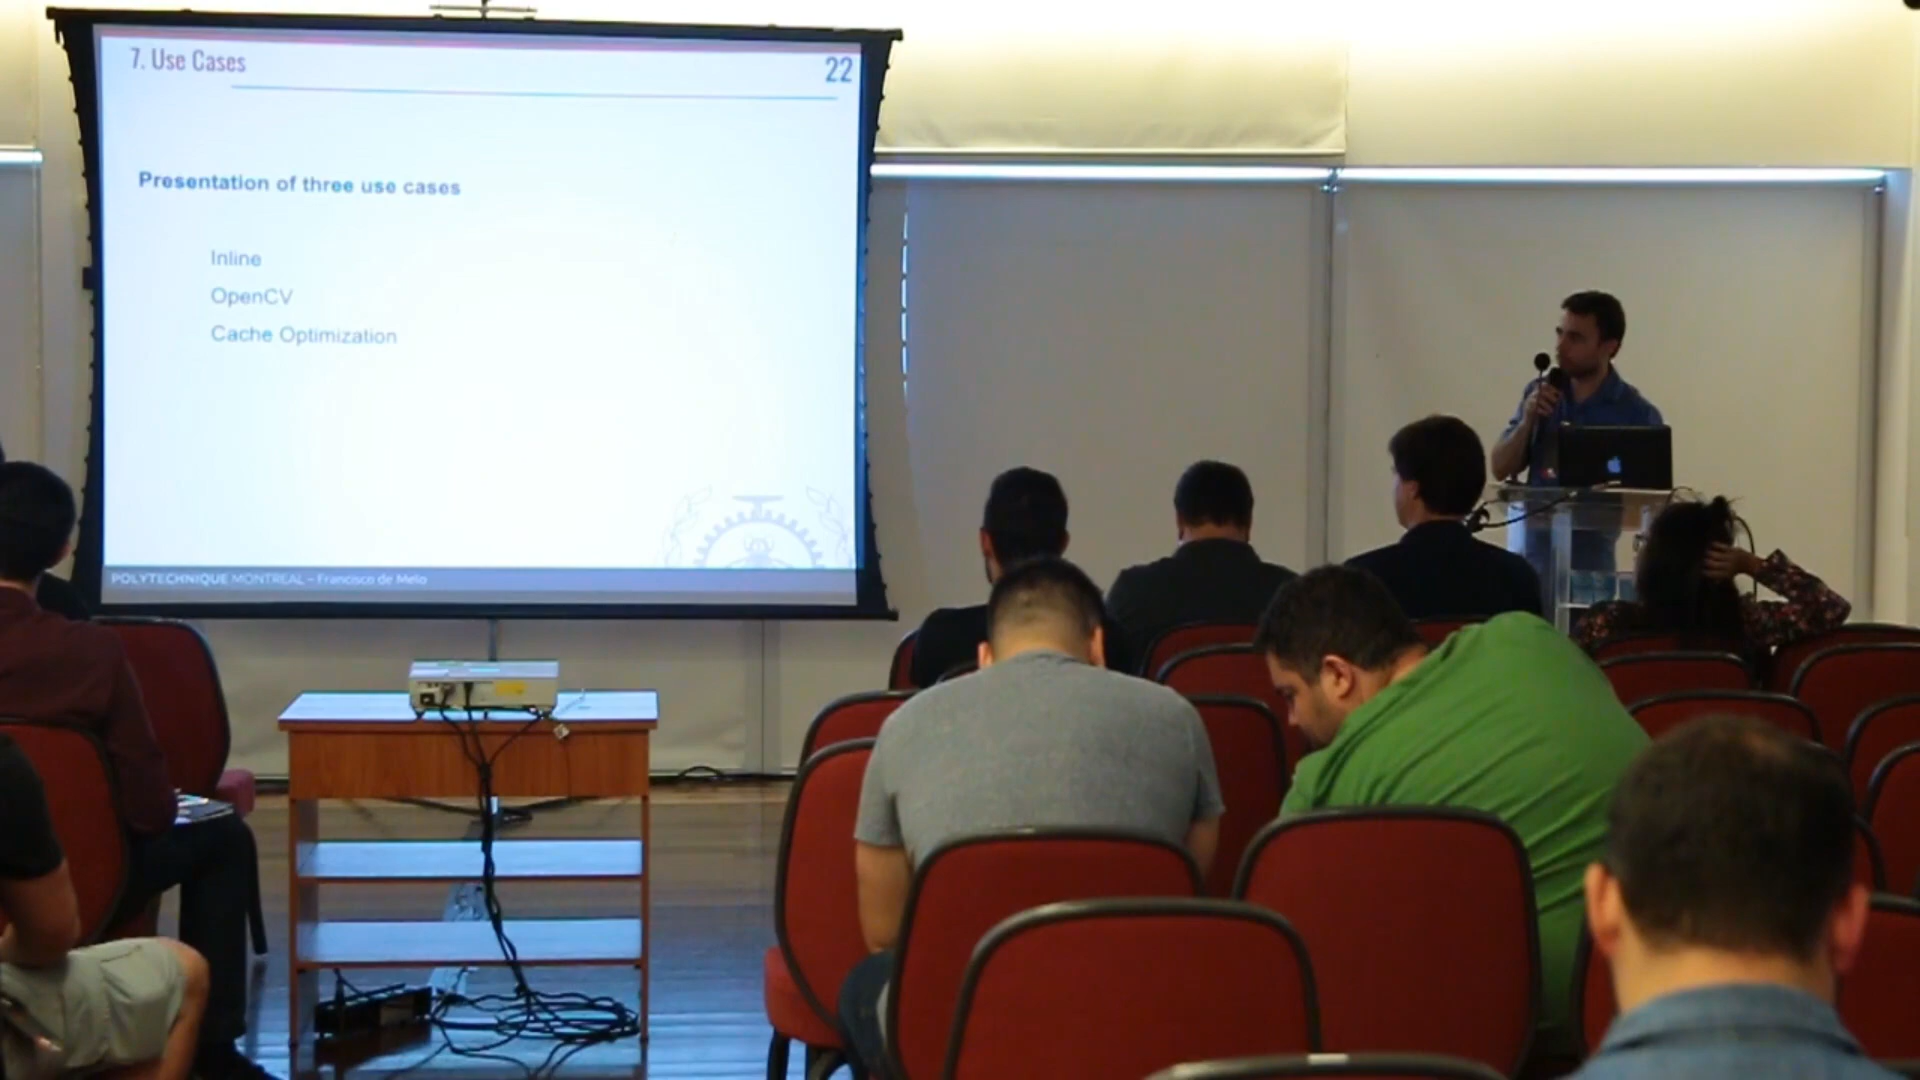 7. Use Cases
22
Presentation of three use cases
Inline
OpenCV
Cache Optimization
POLYTECHNIQUE MONTREAL – Francisco de Melo